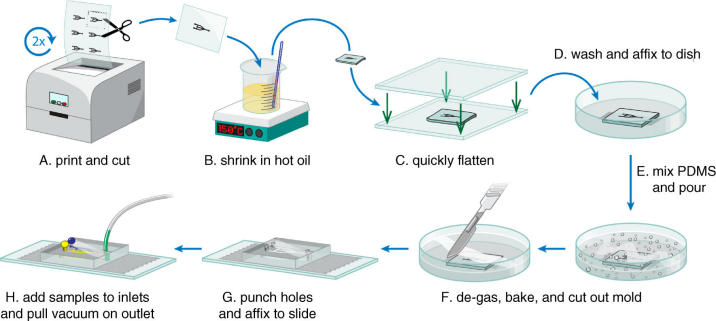 2x
A. print and cut
150°C
B. shrink in hot oil
C. quickly flatten
D. wash and affix to dish
E. mix PDMS
and pour
F. de-gas, bake, and cut out mold
G. punch holes
and affix to slide
H. add samples to inlets
and pull vacuum on outlet